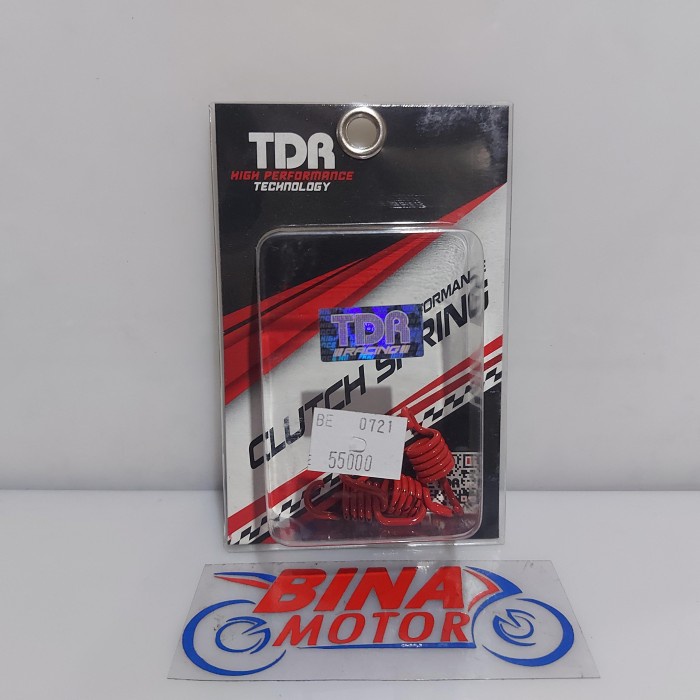 TDR
HIGH PERFORMANCE
TECHNOLOGY
TDR
RACING
CLUTCH SPRING
BE 0721
55000
BINA
MOTOR